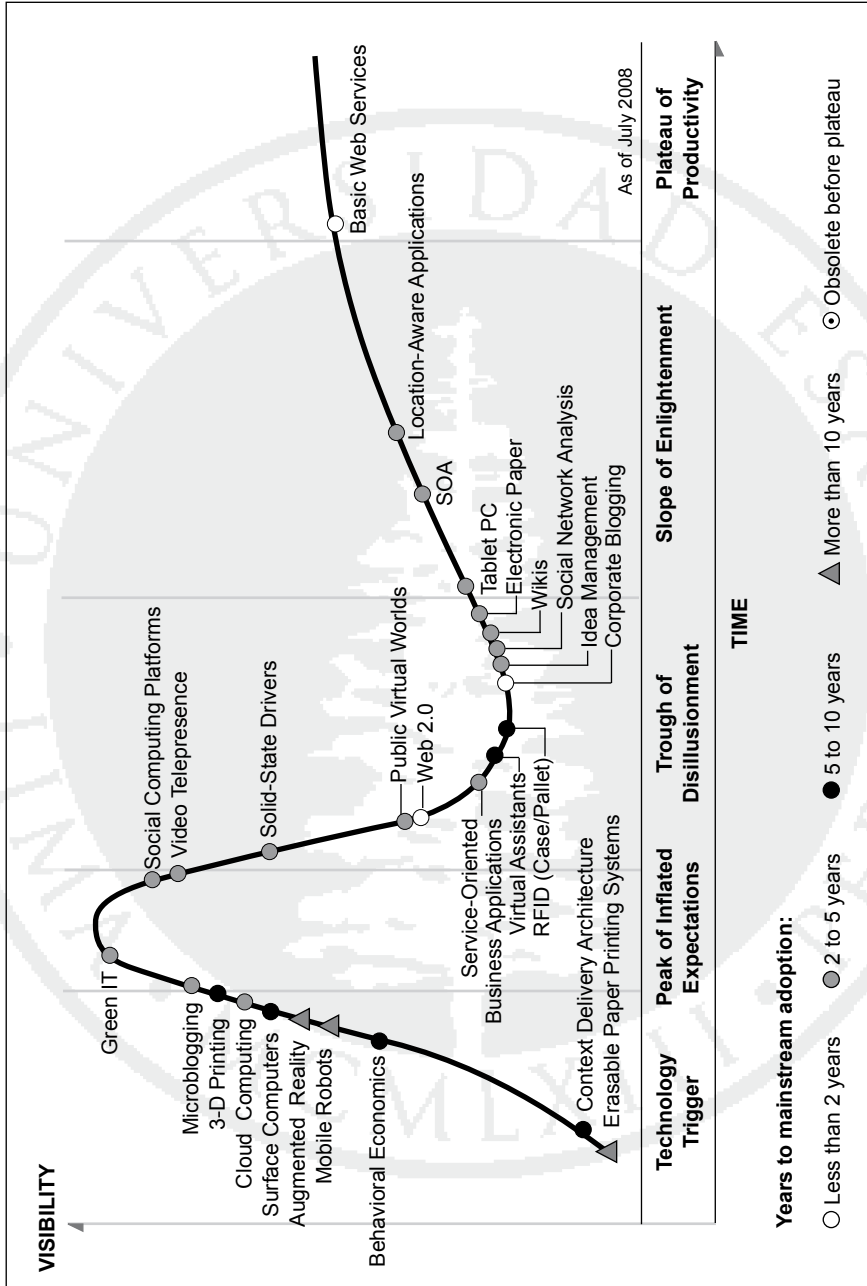 VISIBILITY
Green IT
Microblogging
3-D Printing
Cloud Computing
Surface Computers
Augmented Reality
Mobile Robots
Behavioral Economics
Context Delivery Architecture
Erasable Paper Printing Systems
Social Computing Platforms
Video Telepresence
Solid-State Drivers
Public Virtual Worlds
Web 2.0
Service-Oriented
Business Applications
Virtual Assistants
RFID (Case/Pallet)
Tablet PC
Electronic Paper
Wikis
Social Network Analysis
Idea Management
Corporate Blogging
SOA
Location-Aware Applications
Basic Web Services
As of July 2008
Technology
Trigger
Peak of Inflated
Expectations
Trough of
Disillusionment
Slope of Enlightenment
Plateau of
Productivity
TIME
Years to mainstream adoption:
Less than 2 years
2 to 5 years
5 to 10 years
More than 10 years
Obsolete before plateau
UNIVERSIDAD
MCMLXII